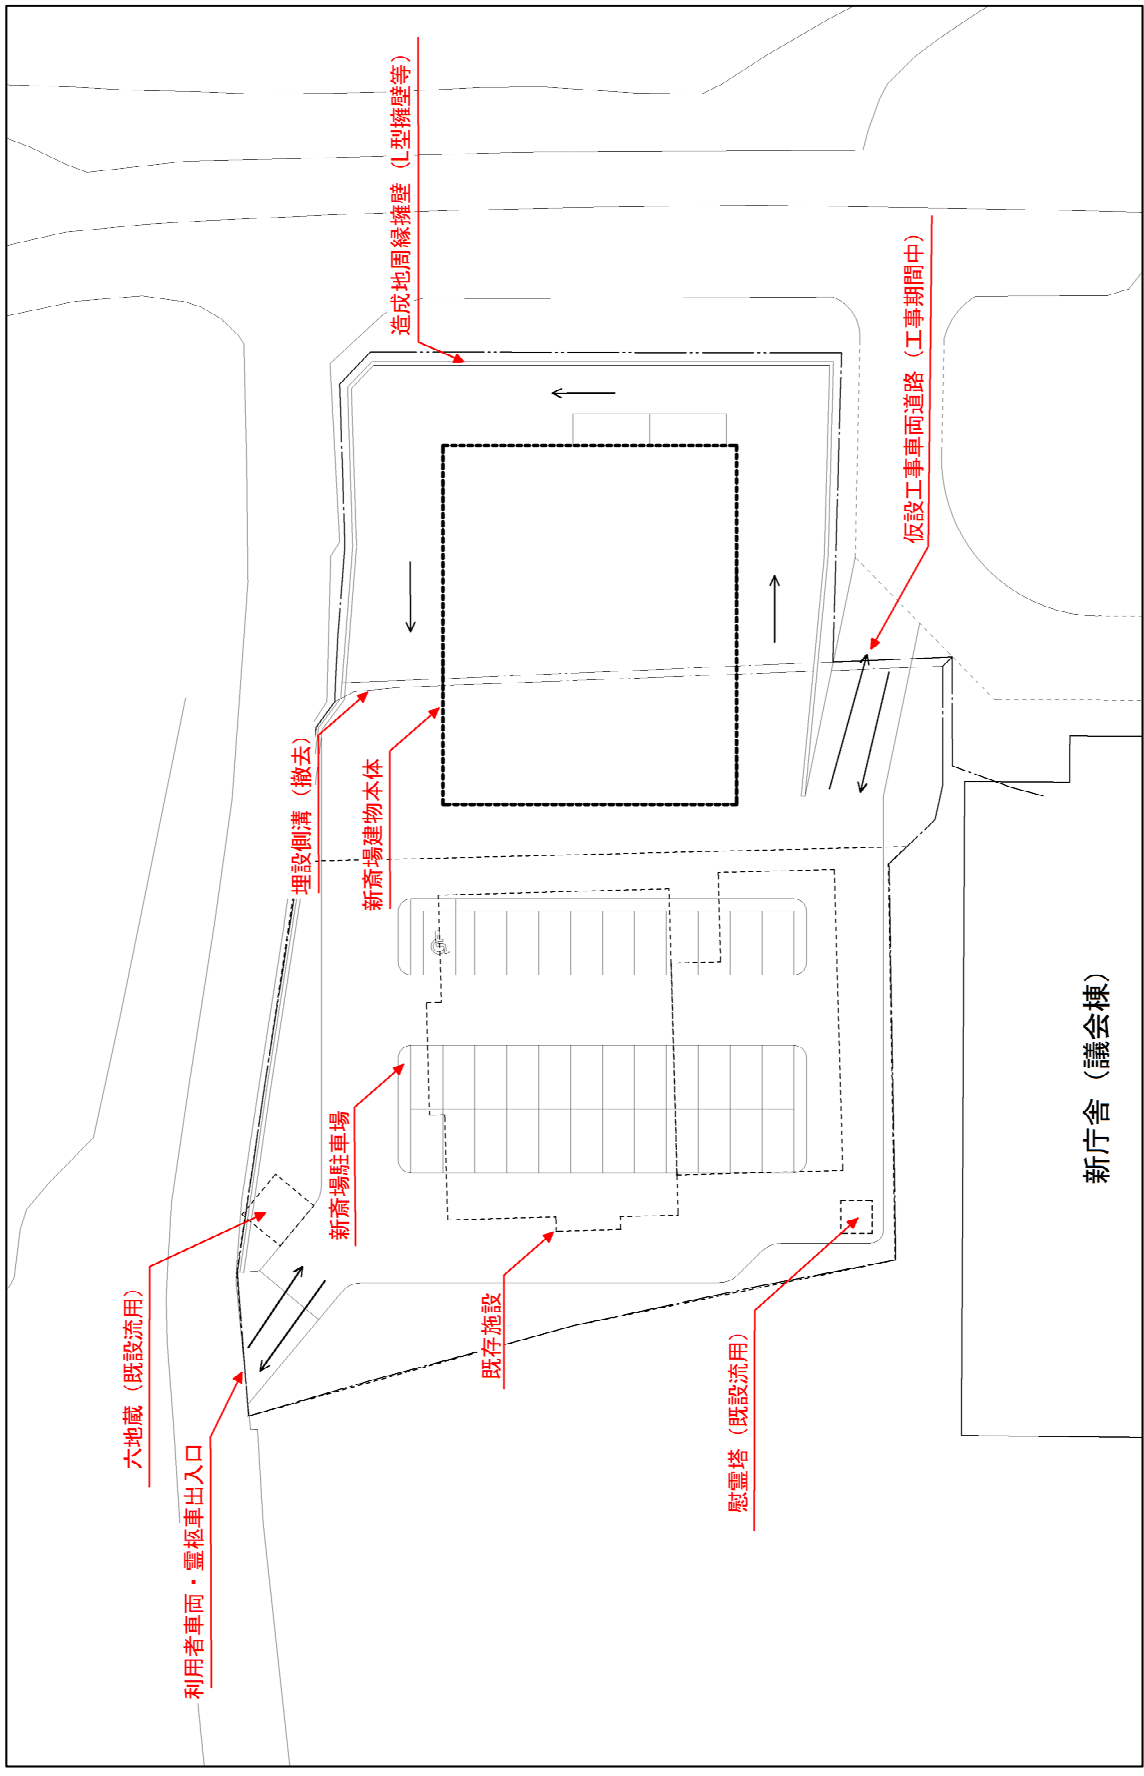 造成地周縁擁壁（L型擁壁等）
仮設工事車両道路（工事期間中）
埋設側溝（撤去）
新斎場建物本体
新斎場駐車場
六地蔵（既設流用）
利用者車両・霊柩車出入口
既存施設
慰霊塔（既設流用）
新庁舎（議会棟）